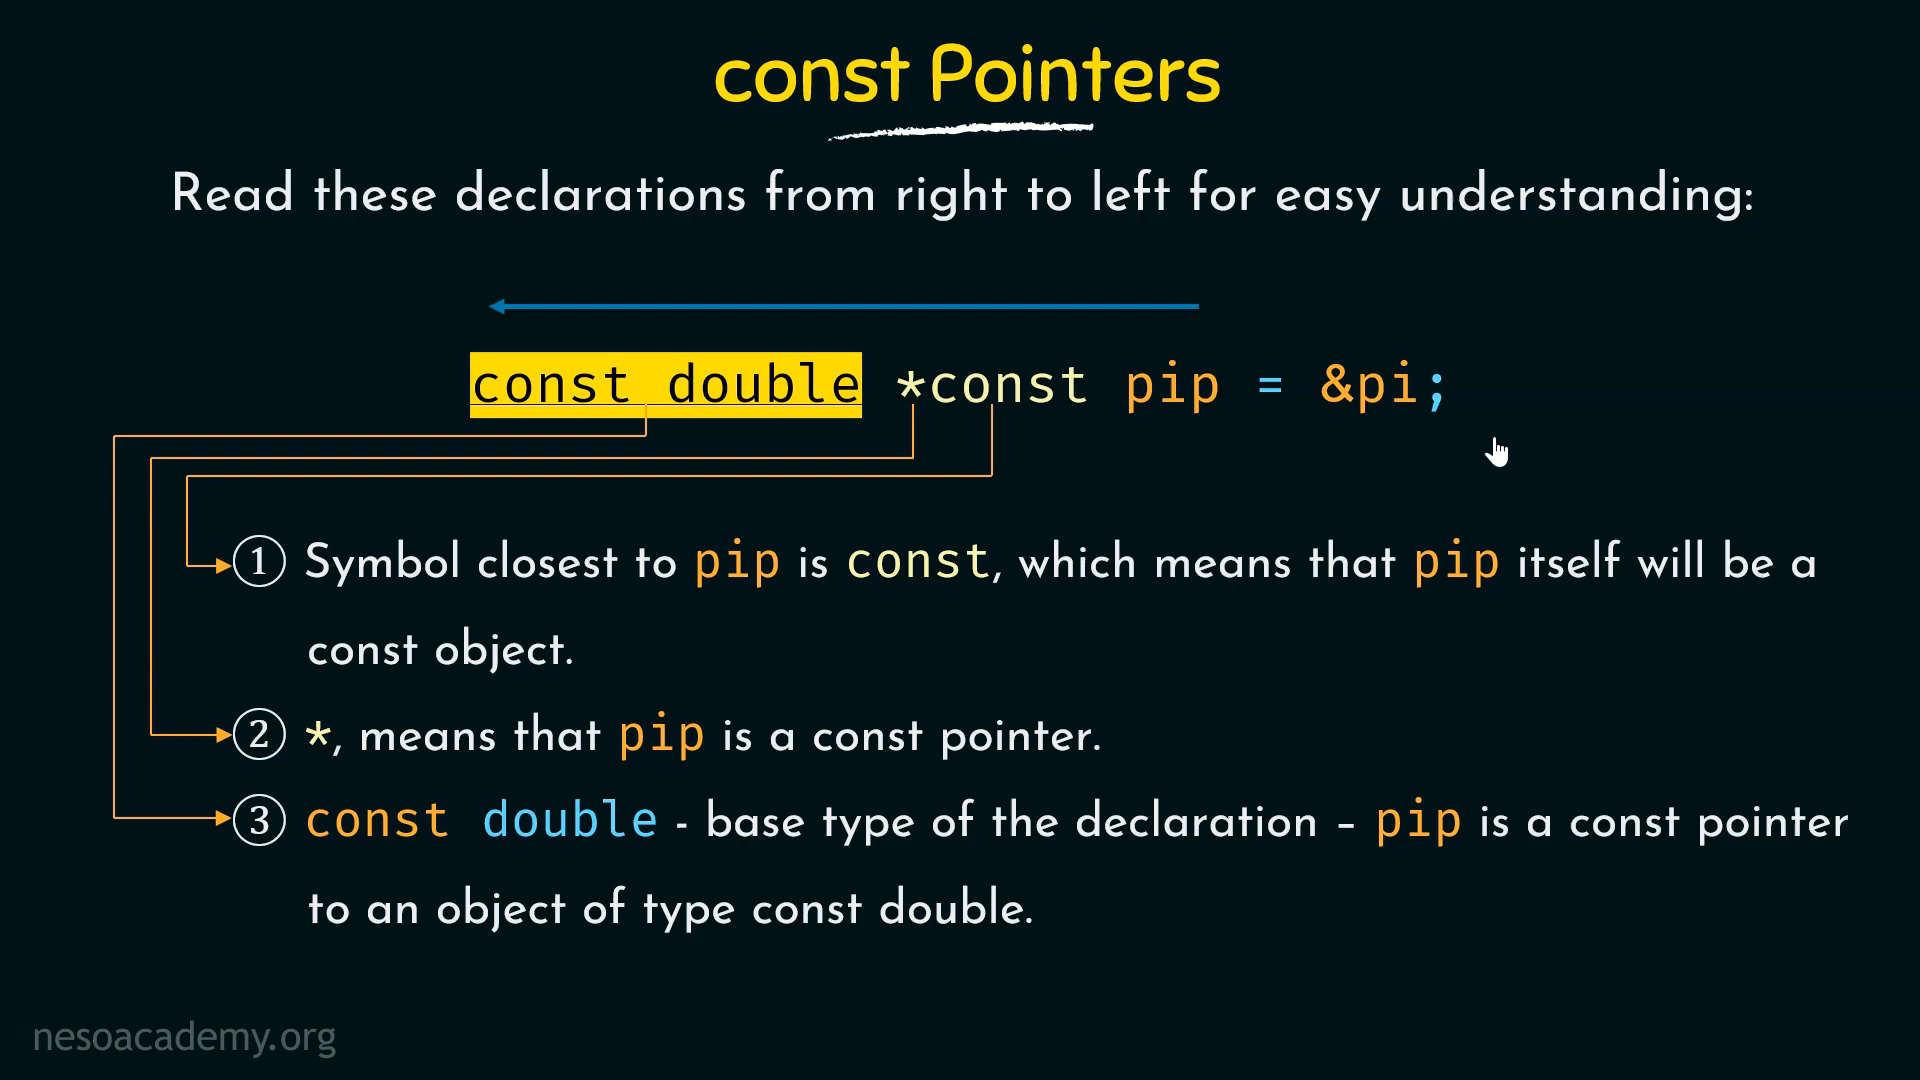 const Pointers
Read these declarations from right to left for easy understanding:
const double *const pip = &pi;
① Symbol closest to pip is const, which means that pip itself will be a
const object.
② *, means that pip is a const pointer.
③ const double - base type of the declaration – pip is a const pointer
to an object of type const double.
nesoacademy.org